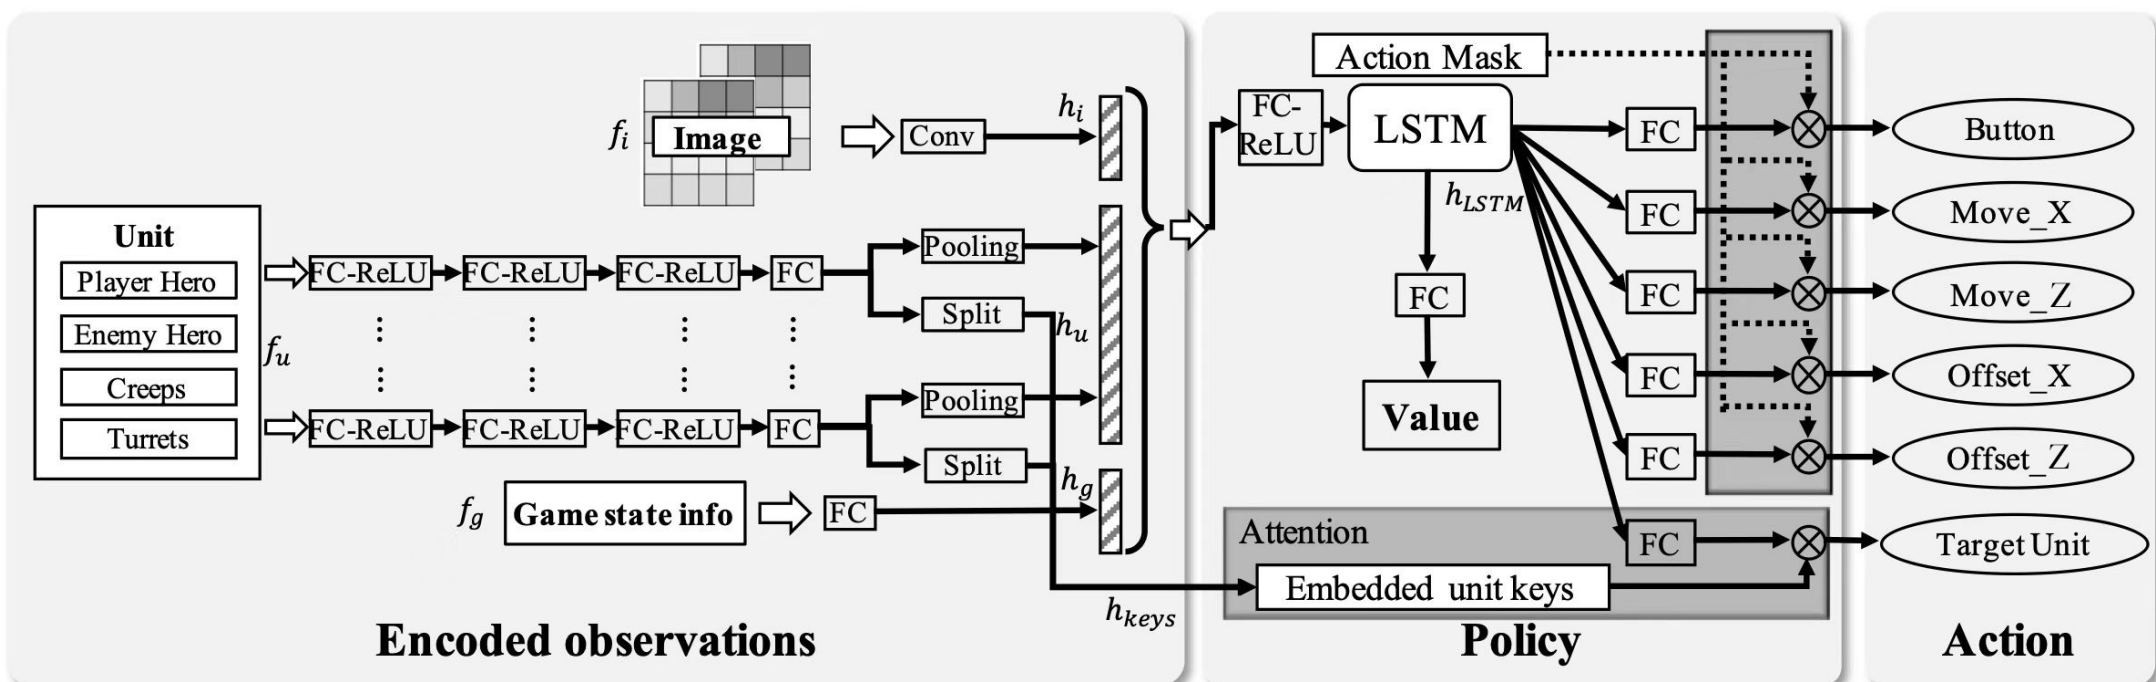 f_i
Image
Conv
h_i
Unit
Player Hero
Enemy Hero
Creeps
Turrets
f_u
FC-ReLU
FC-ReLU
FC-ReLU
FC
Pooling
Split
h_u
FC-ReLU
FC-ReLU
FC-ReLU
FC
Pooling
Split
f_g
Game state info
FC
h_g
h_keys
Encoded observations
Action Mask
FC-
ReLU
LSTM
h_LSTM
FC
Value
FC
FC
FC
FC
FC
Attention
FC
Embedded unit keys
Policy
Button
Move_X
Move_Z
Offset_X
Offset_Z
Target Unit
Action